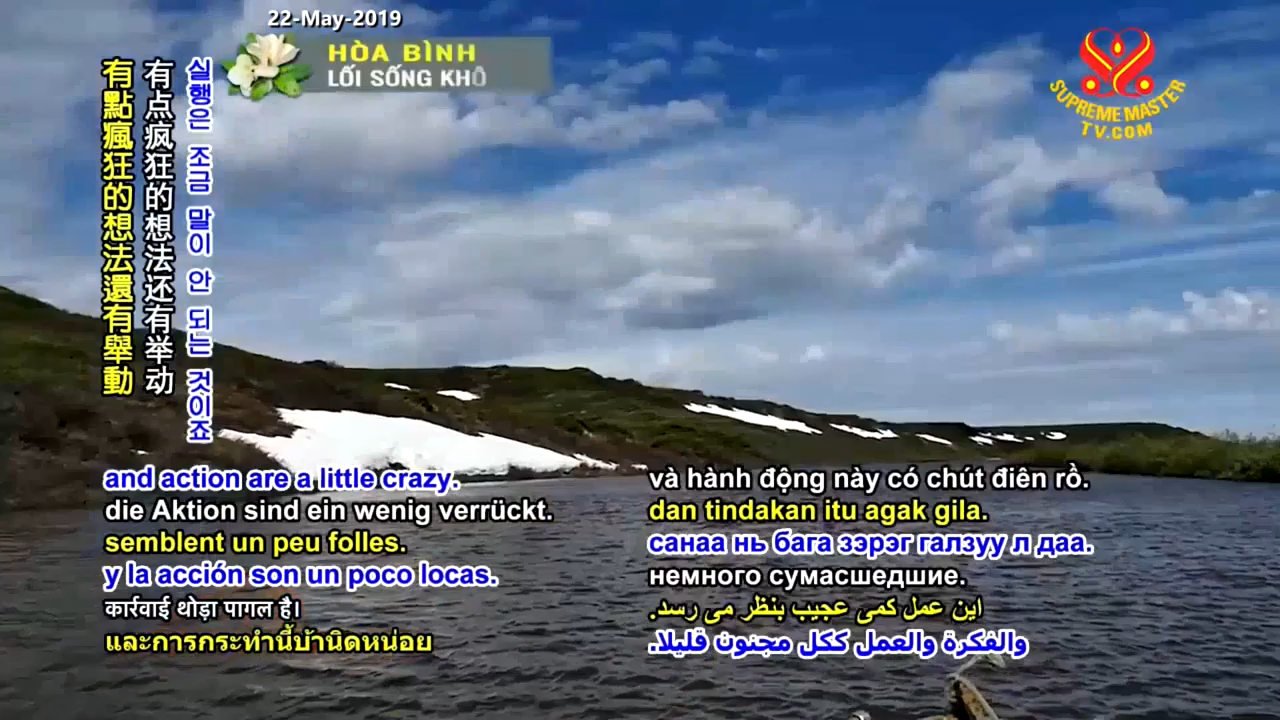 22-May-2019
HÒA BÌNH
LỐI SỐNG KHÔ
SUPREME MASTER
TV.COM
有點瘋狂的想法還有舉動
有点疯狂的想法还有举动
실행은 조금 말이 안 되는 것이죠
and action are a little crazy.
die Aktion sind ein wenig verrückt.
semblent un peu folles.
y la acción son un poco locas.
कार्रवाई थोड़ा पागल है।
และการกระทำนี้บ้านิดหน่อย
và hành động này có chút điên rồ.
dan tindakan itu agak gila.
санаа нь бага зэрэг галзуу л даа.
немного сумасшедшие.
این عمل کمی عجیب بنظر می رسد.
والفكرة والعمل ككل مجنون قليلا.